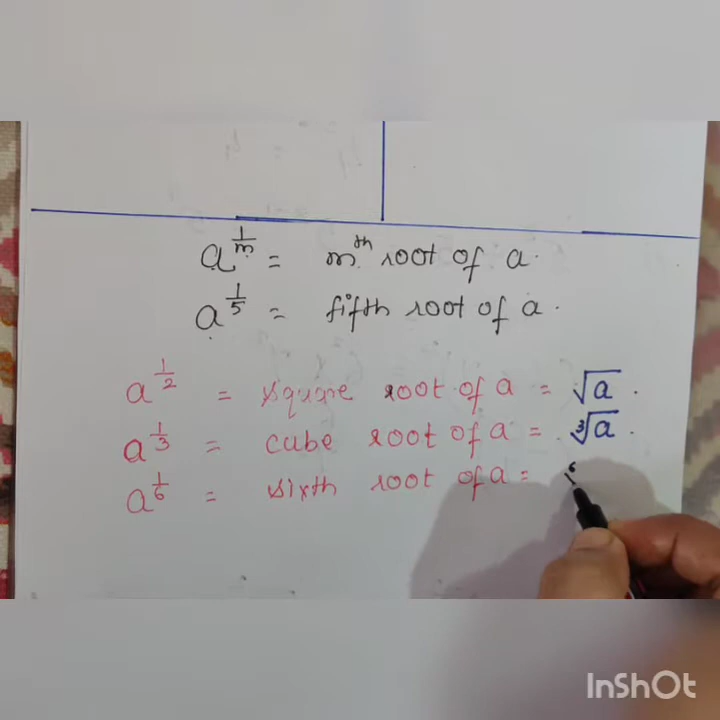 a^{1/m} = m^{th} root of a.
a^{1/5} = fifth root of a.
a^{1/2} = square root of a = √a.
a^{1/3} = cube root of a = ∛a.
a^{1/6} = sixth root of a = 6
InShOt